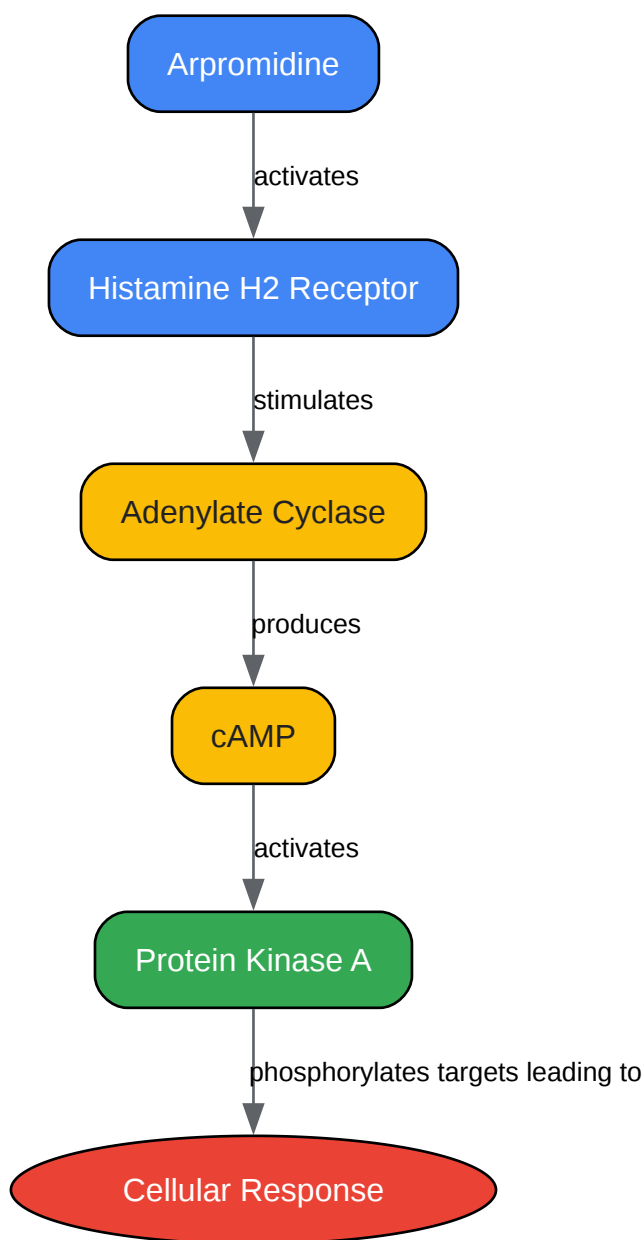 Arpromidine
activates
Histamine H2 Receptor
stimulates
Adenylate Cyclase
produces
cAMP
activates
Protein Kinase A
phosphorylates targets leading to
Cellular Response